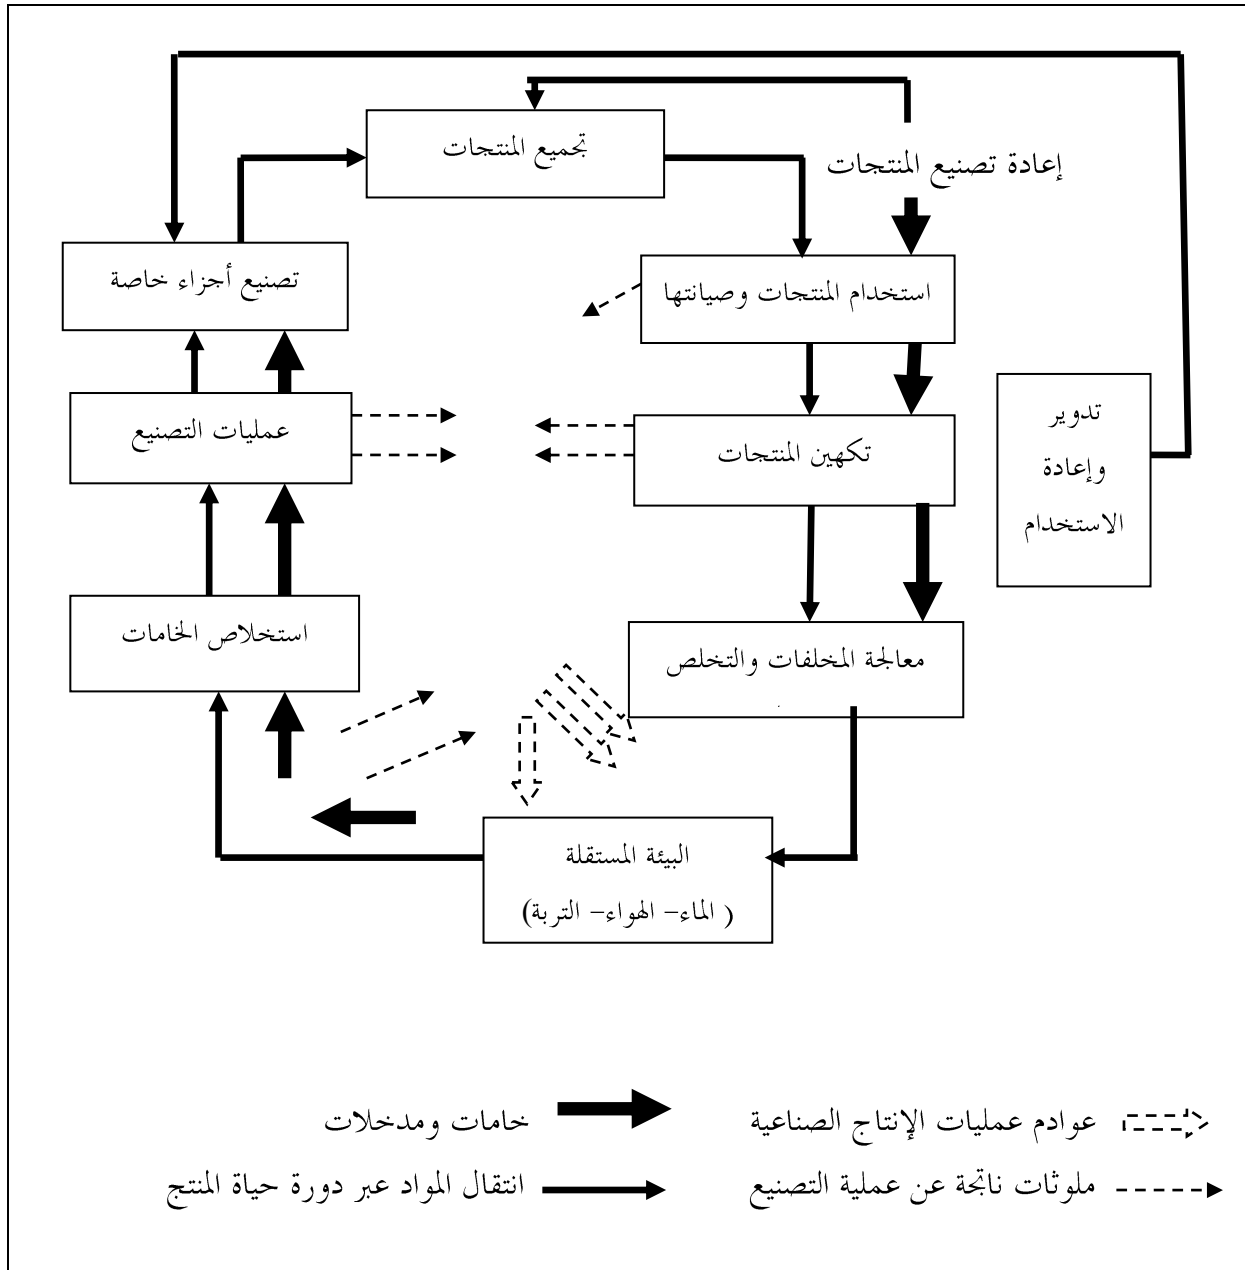 تجميع المنتجات
إعادة تصنيع المنتجات
تصنيع أجزاء خاصة
استخدام المنتجات وصيانتها
عمليات التصنيع
تكهين المنتجات
تدوير
وإعادة
الاستخدام
استخلاص الخامات
معالجة المخلفات والتخلص
البيئة المستقلة
( الماء- الهواء- التربة)
عوادم عمليات الإنتاج الصناعية
خامات ومدخلات
ملوثات ناتجة عن عملية التصنيع
انتقال المواد عبر دورة حياة المنتج